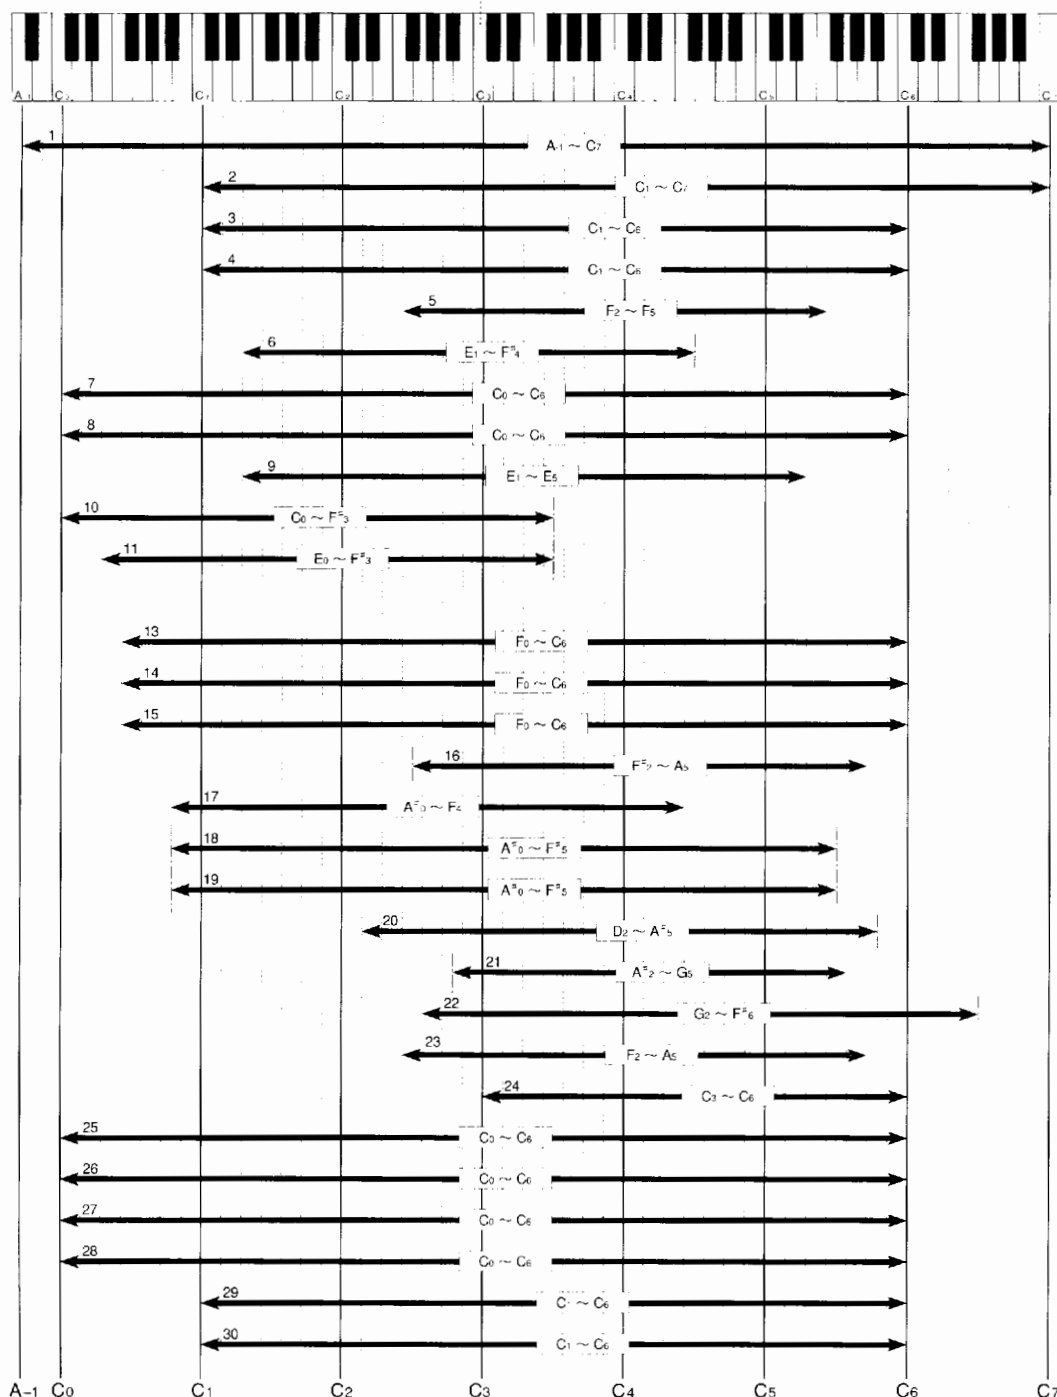 A-1 C0 C1 C2 C3 C4 C5 C6 C
1 A-1 ~ C7
2 C1 ~ C7
3 C1 ~ C6
4 C1 ~ C6
5 F2 ~ F5
6 E1 ~ F#4
7 C0 ~ C6
8 C0 ~ C6
9 E1 ~ E5
10 C0 ~ F#3
11 E0 ~ F#3
13 F0 ~ C6
14 F0 ~ C6
15 F0 ~ C6
16 F#2 ~ A5
17 A#0 ~ F4
18 A#0 ~ F#5
19 A#0 ~ F#5
20 D2 ~ A#5
21 A#2 ~ G5
22 G2 ~ F#6
23 F2 ~ A5
24 C3 ~ C6
25 C0 ~ C6
26 C0 ~ C6
27 C0 ~ C6
28 C0 ~ C6
29 C1 ~ C6
30 C1 ~ C6
A-1 C0 C1 C2 C3 C4 C5 C6 C7